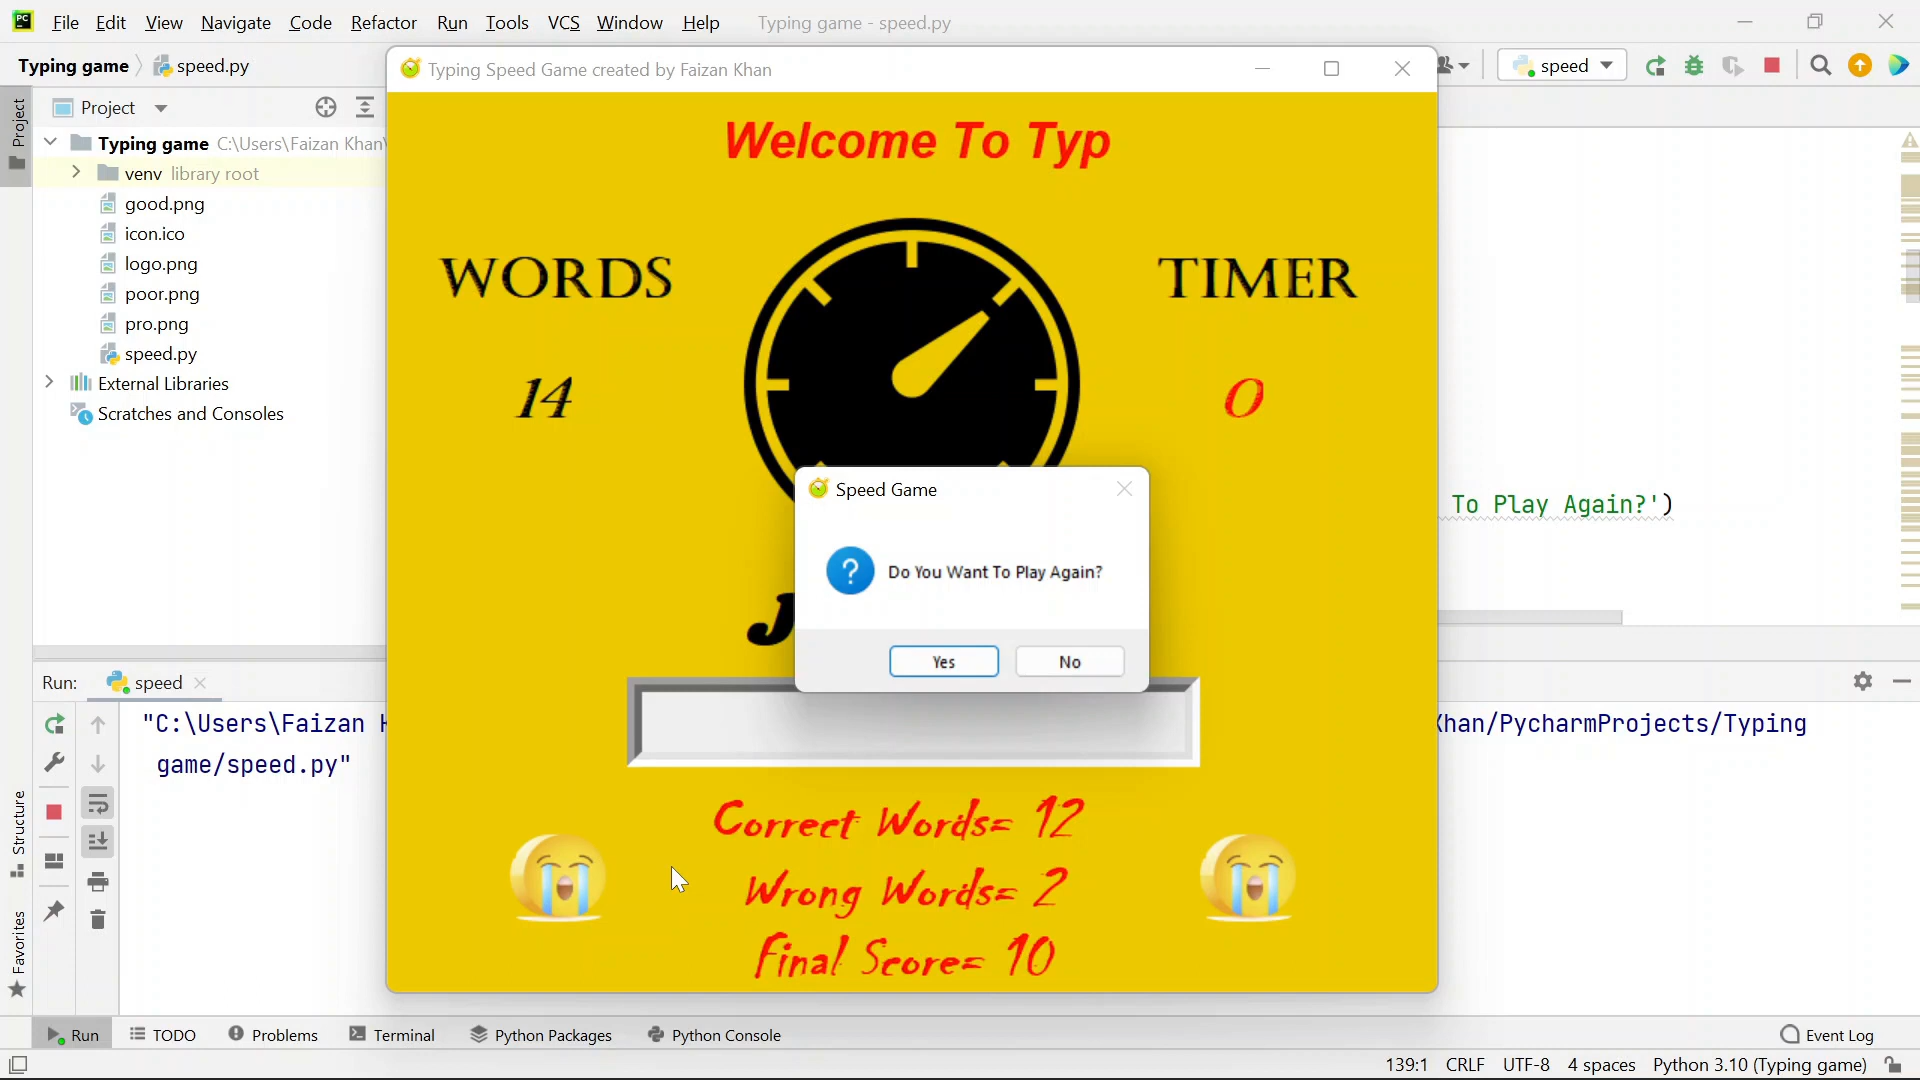 File Edit View Navigate Code Refactor Run Tools VCS Window Help Typing game - speed.py
Typing game speed.py
Typing Speed Game created by Faizan Khan
speed
Project
Project
Typing game C:\Users\Faizan Khan\
venv library root
good.png
icon.ico
logo.png
poor.png
pro.png
speed.py
External Libraries
Scratches and Consoles
Welcome To Typ
WORDS
TIMER
14
0
To Play Again?')
Speed Game
Do You Want To Play Again?
Yes No
J
Correct Words= 12
Wrong Words= 2
Final Score= 10
Run: speed
"C:\Users\Faizan Khan/PycharmProjects/Typing
game/speed.py"
Structure
Favorites
Run TODO Problems Terminal Python Packages Python Console Event Log
139:1 CRLF UTF-8 4 spaces Python 3.10 (Typing game)